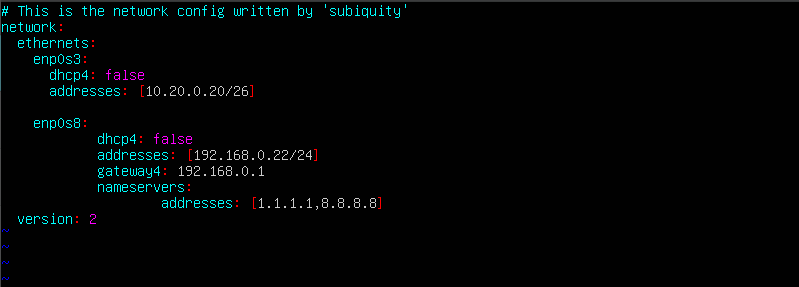 # This is the network config written by 'subiquity'
network:
  ethernets:
    enp0s3:
      dhcp4: false
      addresses: [10.20.0.20/26]

    enp0s8:
            dhcp4: false
            addresses: [192.168.0.22/24]
            gateway4: 192.168.0.1
            nameservers:
                    addresses: [1.1.1.1,8.8.8.8]
  version: 2
~
~
~
~